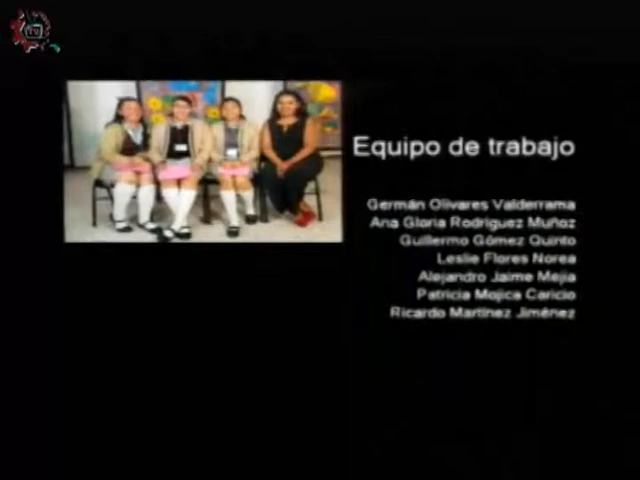 TV
Equipo de trabajo
Germán Olivares Valderrama
Ana Gloria Rodríguez Muñoz
Guillermo Gómez Quinto
Leslie Flores Norea
Alejandro Jaime Mejía
Patricia Mojica Caricio
Ricardo Martínez Jiménez